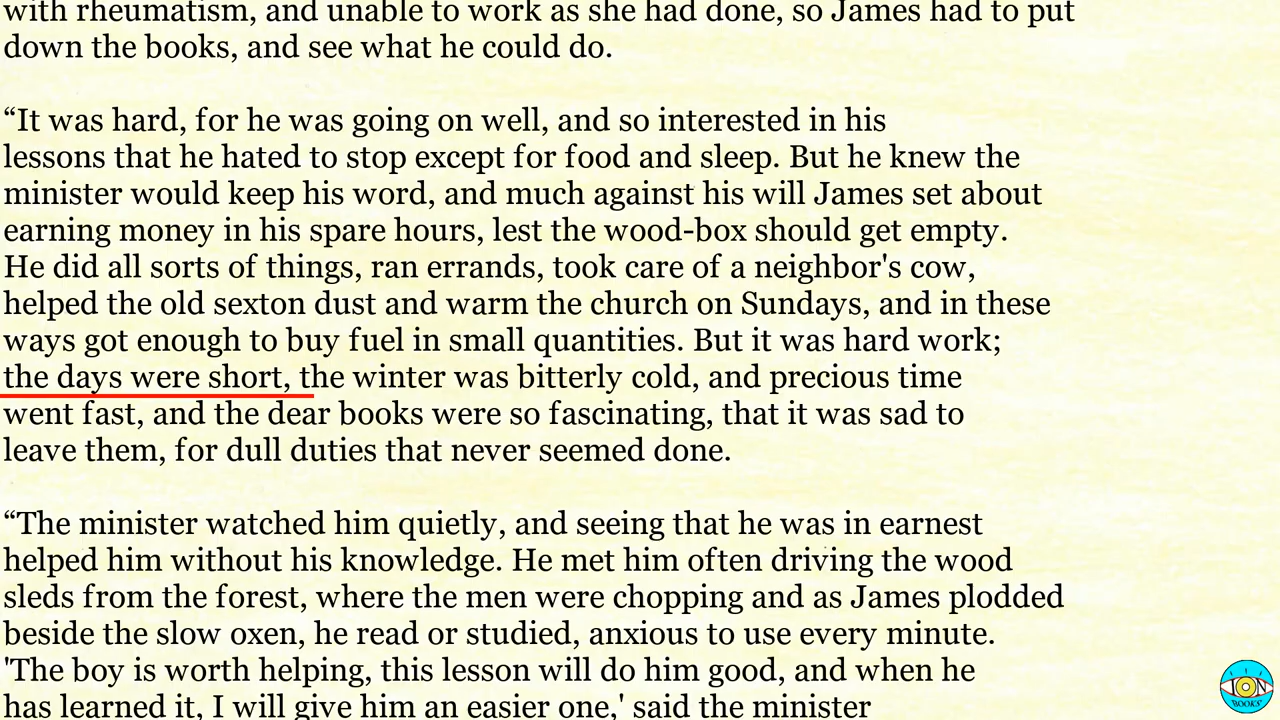 with rheumatism, and unable to work as she had done, so James had to put
down the books, and see what he could do.
“It was hard, for he was going on well, and so interested in his
lessons that he hated to stop except for food and sleep. But he knew the
minister would keep his word, and much against his will James set about
earning money in his spare hours, lest the wood-box should get empty.
He did all sorts of things, ran errands, took care of a neighbor's cow,
helped the old sexton dust and warm the church on Sundays, and in these
ways got enough to buy fuel in small quantities. But it was hard work;
the days were short, the winter was bitterly cold, and precious time
went fast, and the dear books were so fascinating, that it was sad to
leave them, for dull duties that never seemed done.
“The minister watched him quietly, and seeing that he was in earnest
helped him without his knowledge. He met him often driving the wood
sleds from the forest, where the men were chopping and as James plodded
beside the slow oxen, he read or studied, anxious to use every minute.
'The boy is worth helping, this lesson will do him good, and when he
has learned it, I will give him an easier one,' said the minister
ION
BOOKS